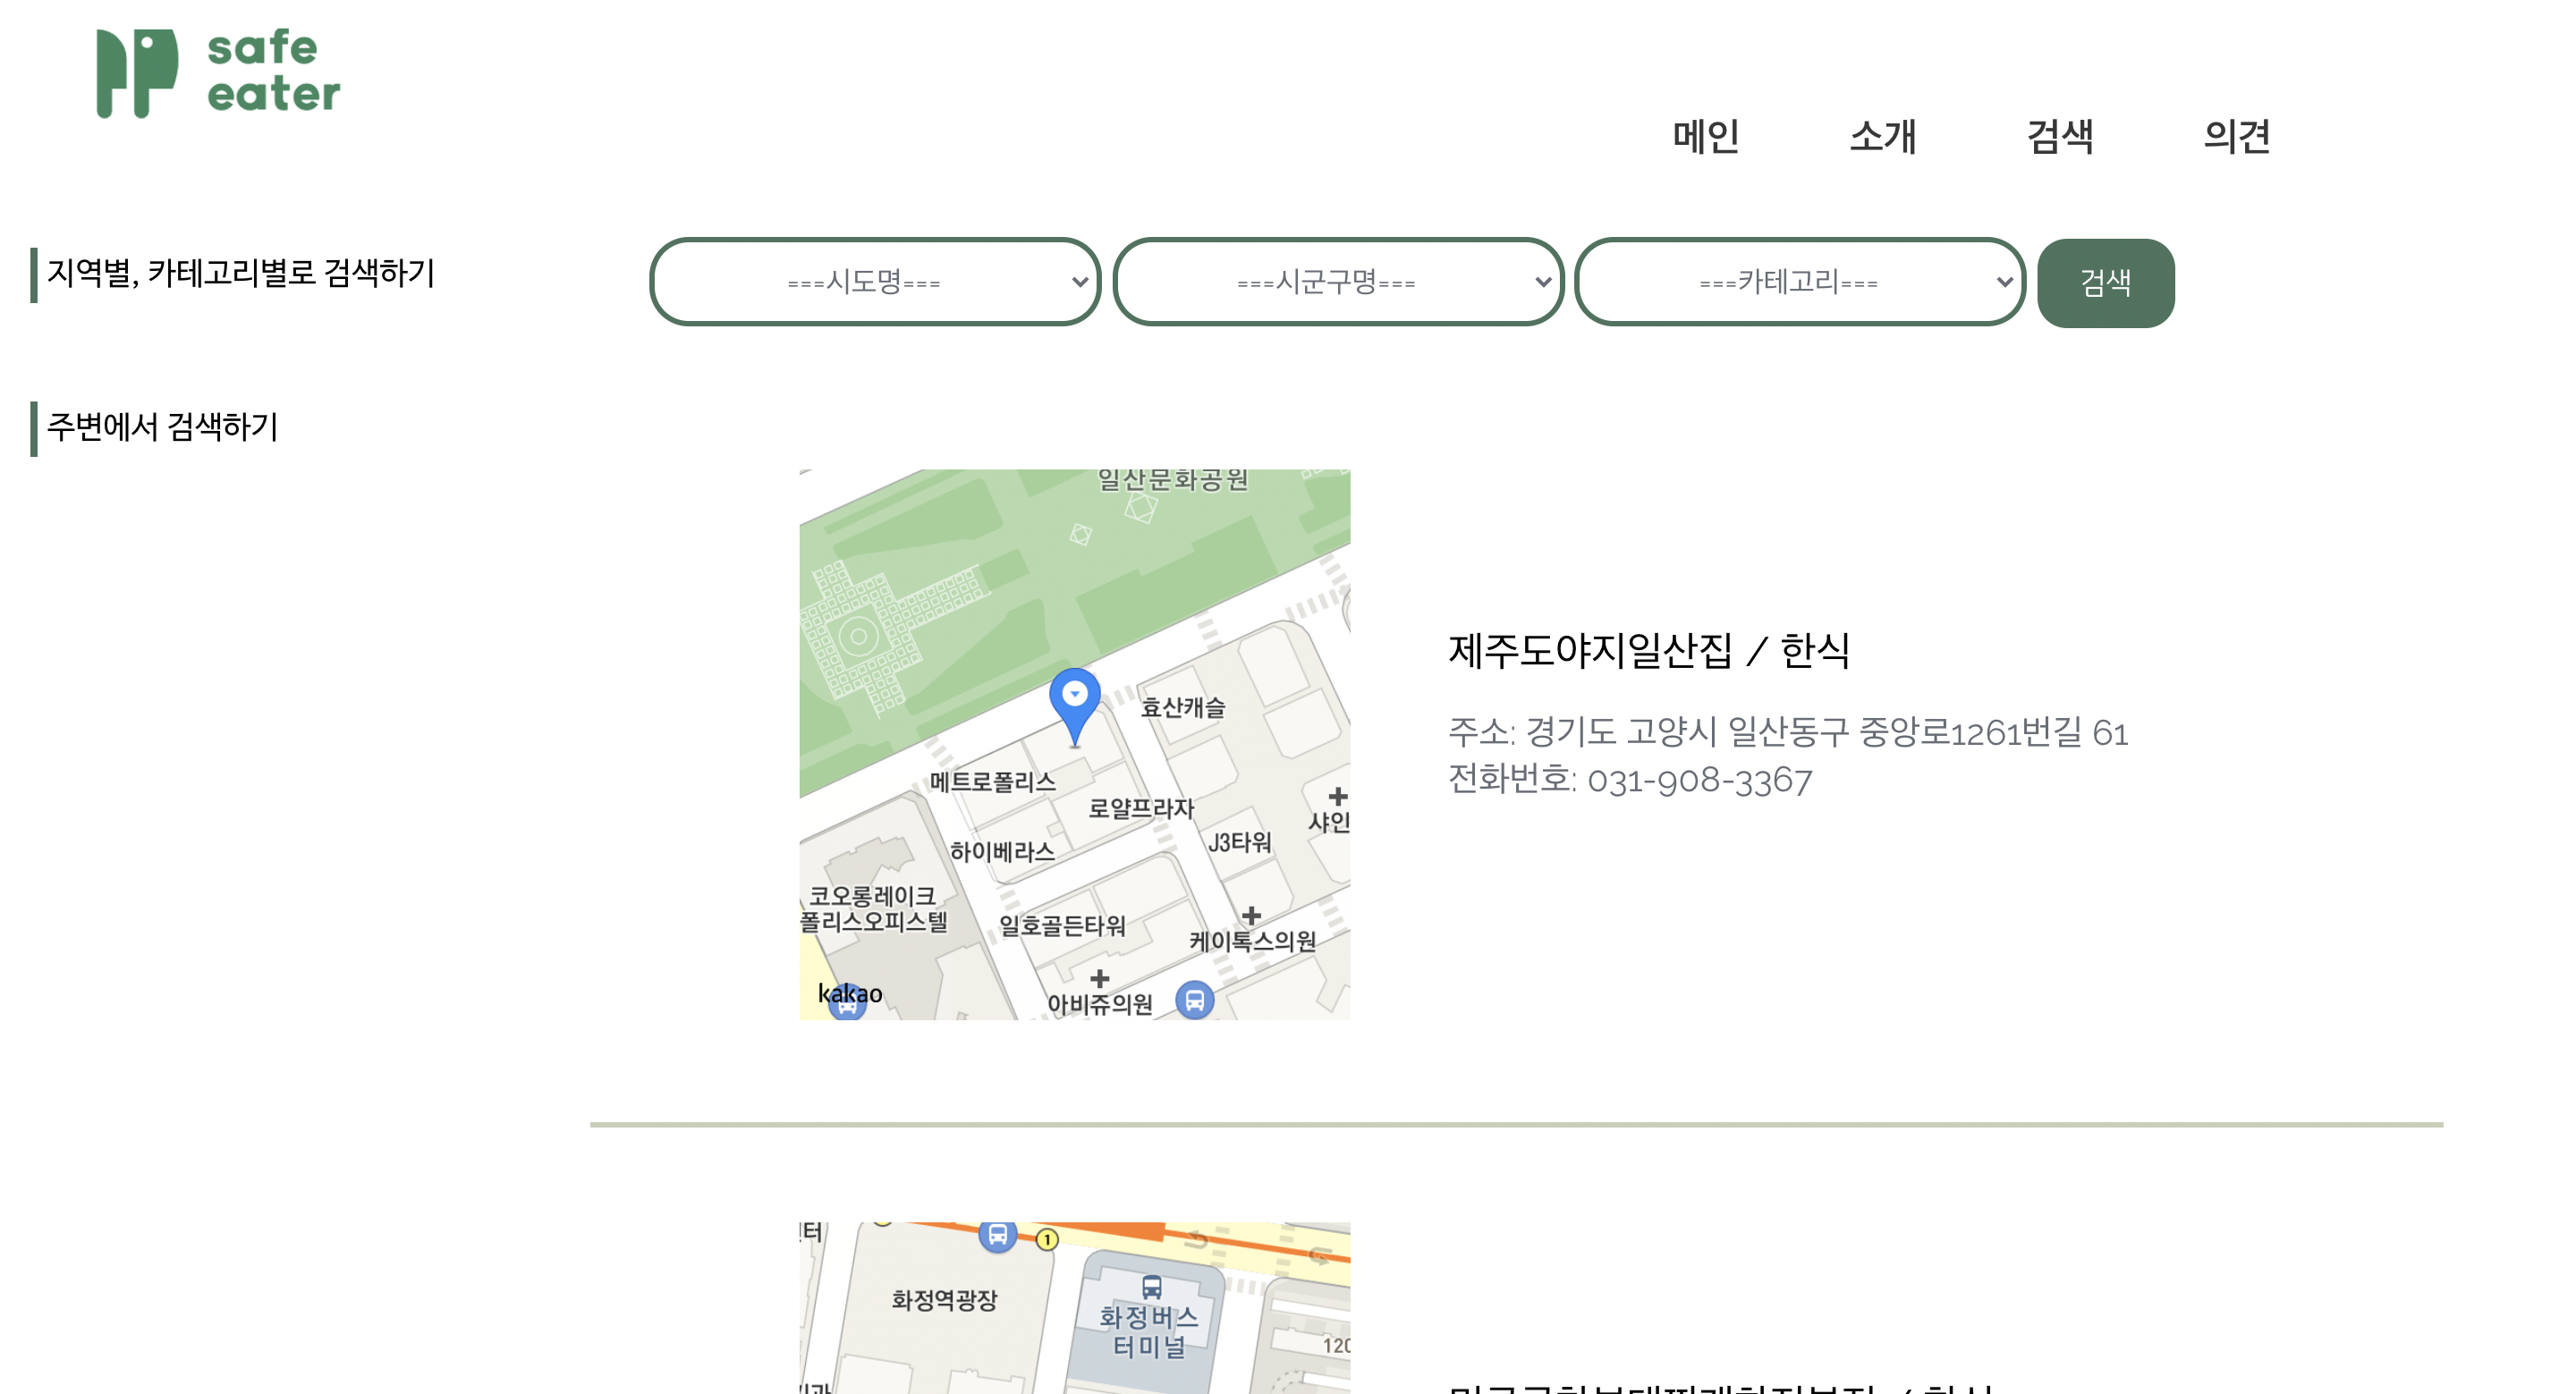 safe
eater
메인 소개 검색 의견
지역별, 카테고리별로 검색하기
===시도명=== ===시군구명=== ===카테고리=== 검색
주변에서 검색하기
일산문화공원
효산캐슬
메트로폴리스
로얄프라자
샤인
J3타워
하이베라스
코오롱레이크
폴리스오피스텔
일호골든타워
케이톡스의원
아비쥬의원
kakao
제주도야지일산집 / 한식
주소: 경기도 고양시 일산동구 중앙로1261번길 61
전화번호: 031-908-3367
터
1
화정역광장
화정버스
터미널
120
/ 한식